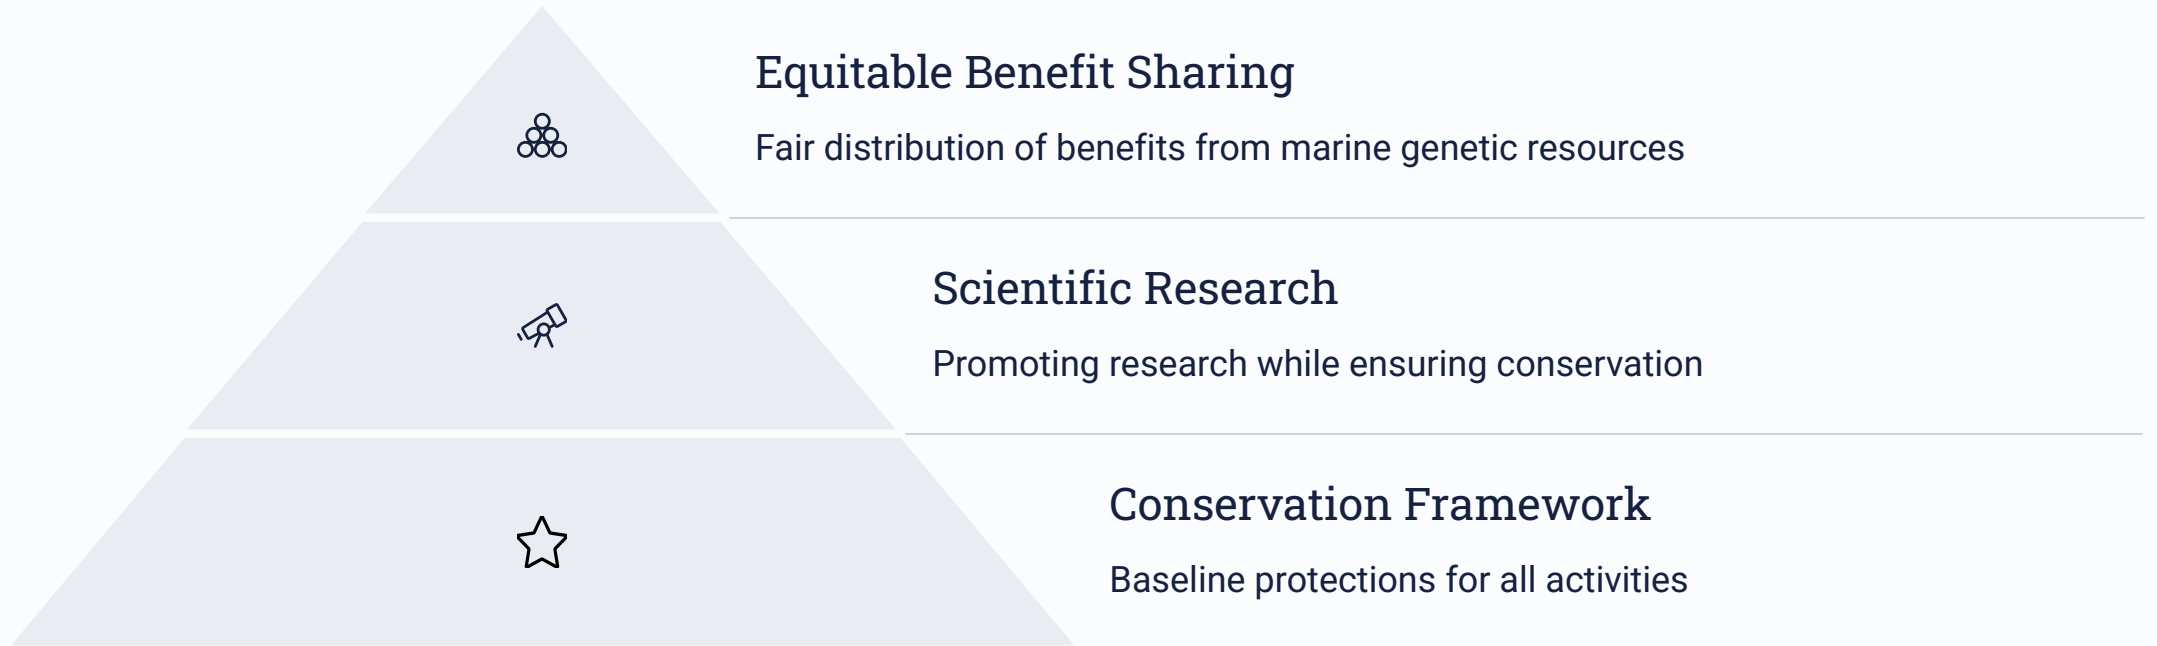 Equitable Benefit Sharing
Fair distribution of benefits from marine genetic resources
Scientific Research
Promoting research while ensuring conservation
Conservation Framework
Baseline protections for all activities